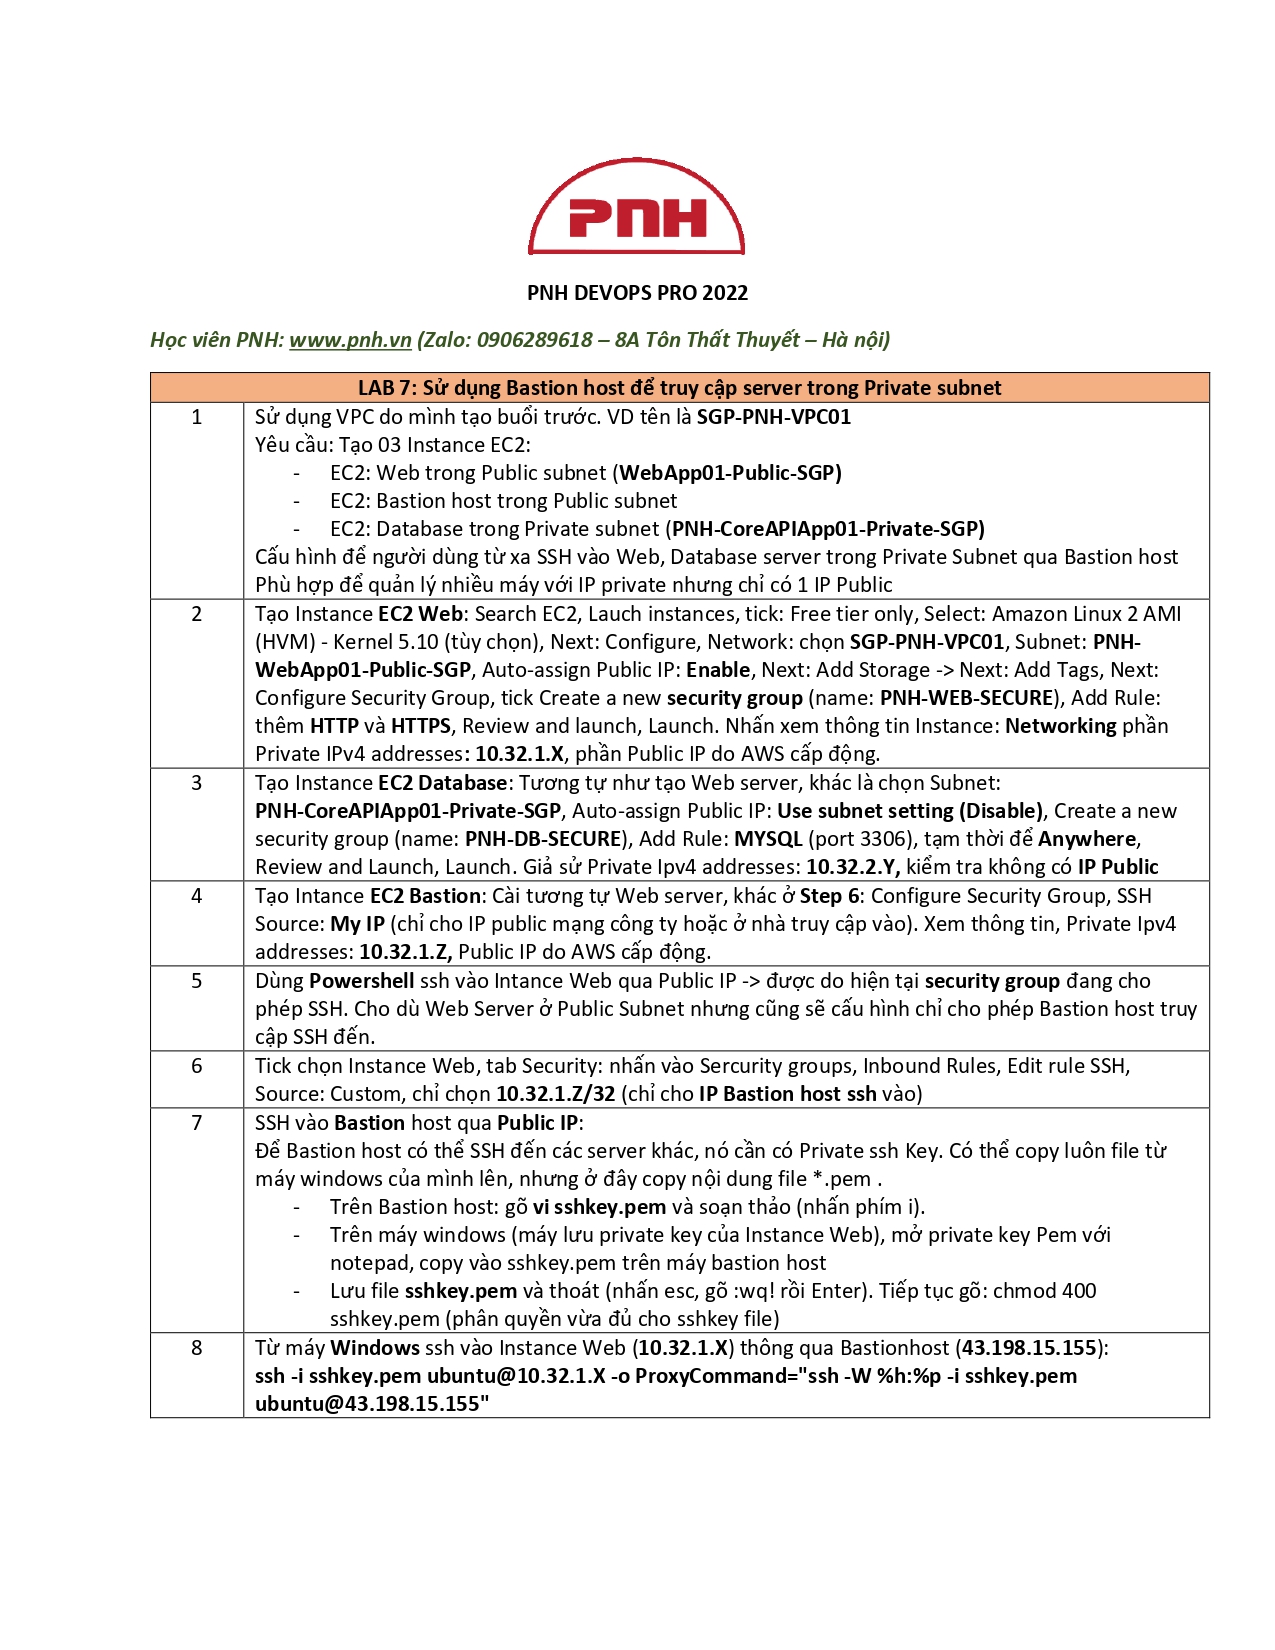 PNH
PNH DEVOPS PRO 2022
Học viên PNH: www.pnh.vn (Zalo: 0906289618 – 8A Tôn Thất Thuyết – Hà nội)
LAB 7: Sử dụng Bastion host để truy cập server trong Private subnet
1
Sử dụng VPC do mình tạo buổi trước. VD tên là SGP-PNH-VPC01
Yêu cầu: Tạo 03 Instance EC2:
- EC2: Web trong Public subnet (WebApp01-Public-SGP)
- EC2: Bastion host trong Public subnet
- EC2: Database trong Private subnet (PNH-CoreAPIApp01-Private-SGP)
Cấu hình để người dùng từ xa SSH vào Web, Database server trong Private Subnet qua Bastion host
Phù hợp để quản lý nhiều máy với IP private nhưng chỉ có 1 IP Public
2
Tạo Instance EC2 Web: Search EC2, Lauch instances, tick: Free tier only, Select: Amazon Linux 2 AMI
(HVM) - Kernel 5.10 (tùy chọn), Next: Configure, Network: chọn SGP-PNH-VPC01, Subnet: PNH-
WebApp01-Public-SGP, Auto-assign Public IP: Enable, Next: Add Storage -> Next: Add Tags, Next:
Configure Security Group, tick Create a new security group (name: PNH-WEB-SECURE), Add Rule:
thêm HTTP và HTTPS, Review and launch, Launch. Nhấn xem thông tin Instance: Networking phần
Private IPv4 addresses: 10.32.1.X, phần Public IP do AWS cấp động.
3
Tạo Instance EC2 Database: Tương tự như tạo Web server, khác là chọn Subnet:
PNH-CoreAPIApp01-Private-SGP, Auto-assign Public IP: Use subnet setting (Disable), Create a new
security group (name: PNH-DB-SECURE), Add Rule: MYSQL (port 3306), tạm thời để Anywhere,
Review and Launch, Launch. Giả sử Private Ipv4 addresses: 10.32.2.Y, kiểm tra không có IP Public
4
Tạo Intance EC2 Bastion: Cài tương tự Web server, khác ở Step 6: Configure Security Group, SSH
Source: My IP (chỉ cho IP public mạng công ty hoặc ở nhà truy cập vào). Xem thông tin, Private Ipv4
addresses: 10.32.1.Z, Public IP do AWS cấp động.
5
Dùng Powershell ssh vào Intance Web qua Public IP -> được do hiện tại security group đang cho
phép SSH. Cho dù Web Server ở Public Subnet nhưng cũng sẽ cấu hình chỉ cho phép Bastion host truy
cập SSH đến.
6
Tick chọn Instance Web, tab Security: nhấn vào Sercurity groups, Inbound Rules, Edit rule SSH,
Source: Custom, chỉ chọn 10.32.1.Z/32 (chỉ cho IP Bastion host ssh vào)
7
SSH vào Bastion host qua Public IP:
Để Bastion host có thể SSH đến các server khác, nó cần có Private ssh Key. Có thể copy luôn file từ
máy windows của mình lên, nhưng ở đây copy nội dung file *.pem .
- Trên Bastion host: gõ vi sshkey.pem và soạn thảo (nhấn phím i).
- Trên máy windows (máy lưu private key của Instance Web), mở private key Pem với
notepad, copy vào sshkey.pem trên máy bastion host
- Lưu file sshkey.pem và thoát (nhấn esc, gõ :wq! rồi Enter). Tiếp tục gõ: chmod 400
sshkey.pem (phân quyền vừa đủ cho sshkey file)
8
Từ máy Windows ssh vào Instance Web (10.32.1.X) thông qua Bastionhost (43.198.15.155):
ssh -i sshkey.pem ubuntu@10.32.1.X -o ProxyCommand="ssh -W %h:%p -i sshkey.pem
ubuntu@43.198.15.155"